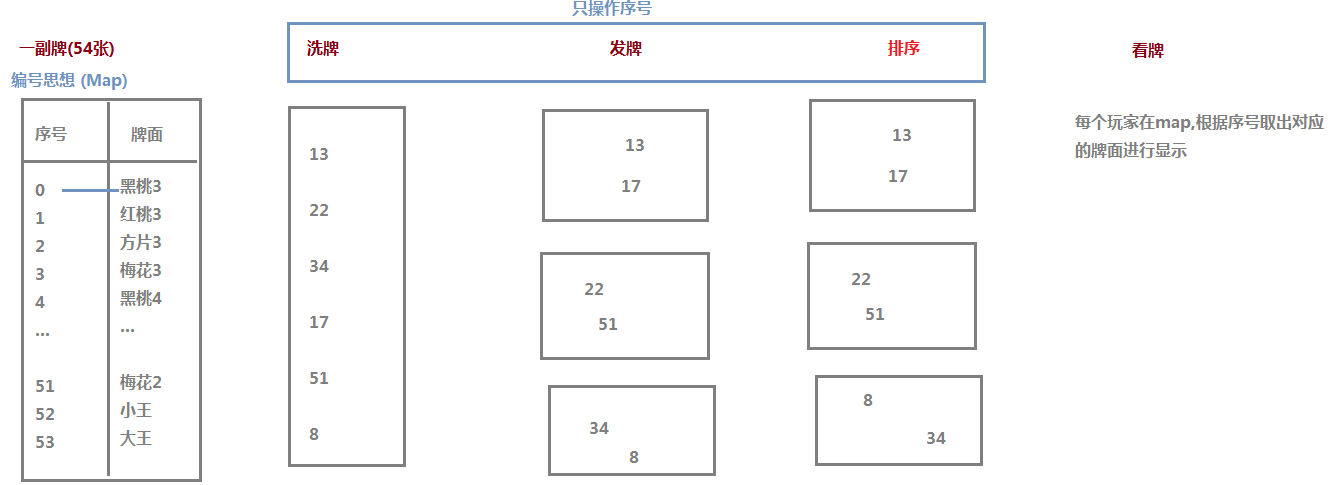 只操作序号
一副牌(54张)
洗牌
发牌
排序
看牌
编号思想 (Map)
序号
牌面
0
黑桃3
1
红桃3
2
方片3
3
梅花3
4
黑桃4
...
...
51
梅花2
52
小王
53
大王
13
22
34
17
51
8
13
17
22
51
34
8
13
17
22
51
8
34
每个玩家在map,根据序号取出对应
的牌面进行显示